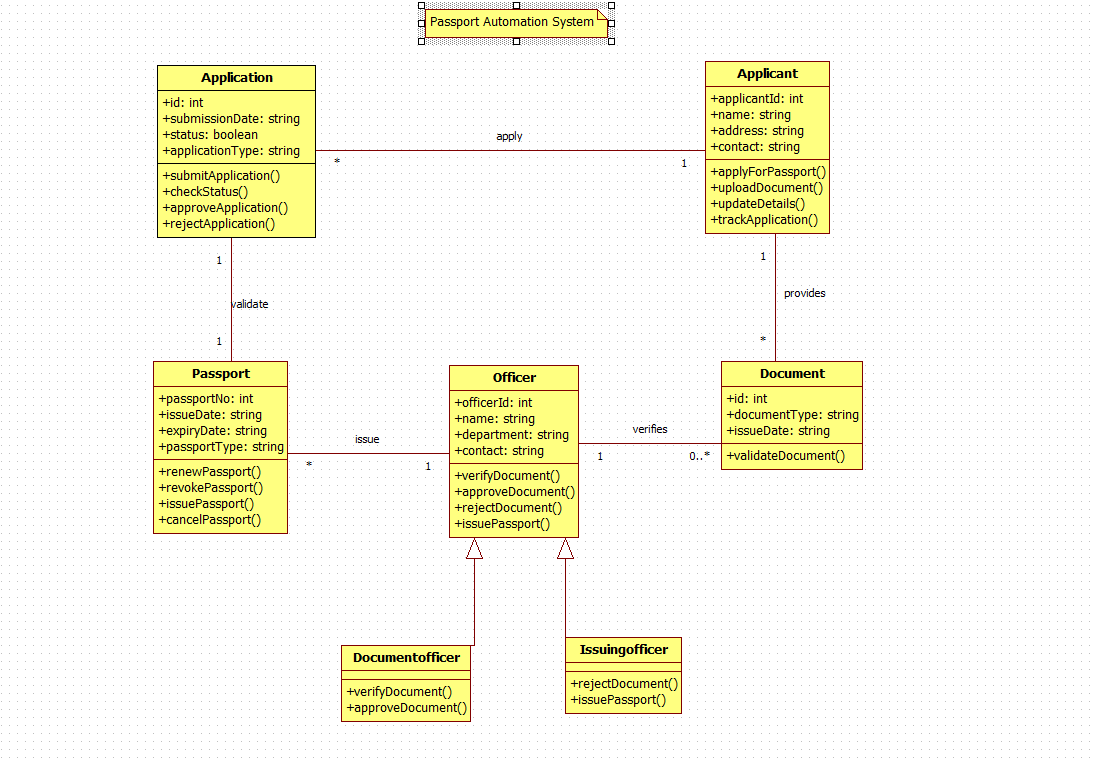 Passport Automation System
Application
+id: int
+submissionDate: string
+status: boolean
+applicationType: string
+submitApplication()
+checkStatus()
+approveApplication()
+rejectApplication()
apply
*
1
Applicant
+applicantId: int
+name: string
+address: string
+contact: string
+applyForPassport()
+uploadDocument()
+updateDetails()
+trackApplication()
1
validate
1
1
provides
*
Passport
+passportNo: int
+issueDate: string
+expiryDate: string
+passportType: string
+renewPassport()
+revokePassport()
+issuePassport()
+cancelPassport()
issue
*
1
Officer
+officerId: int
+name: string
+department: string
+contact: string
+verifyDocument()
+approveDocument()
+rejectDocument()
+issuePassport()
verifies
1
0..*
Document
+id: int
+documentType: string
+issueDate: string
+validateDocument()
Documentofficer
+verifyDocument()
+approveDocument()
Issuingofficer
+rejectDocument()
+issuePassport()